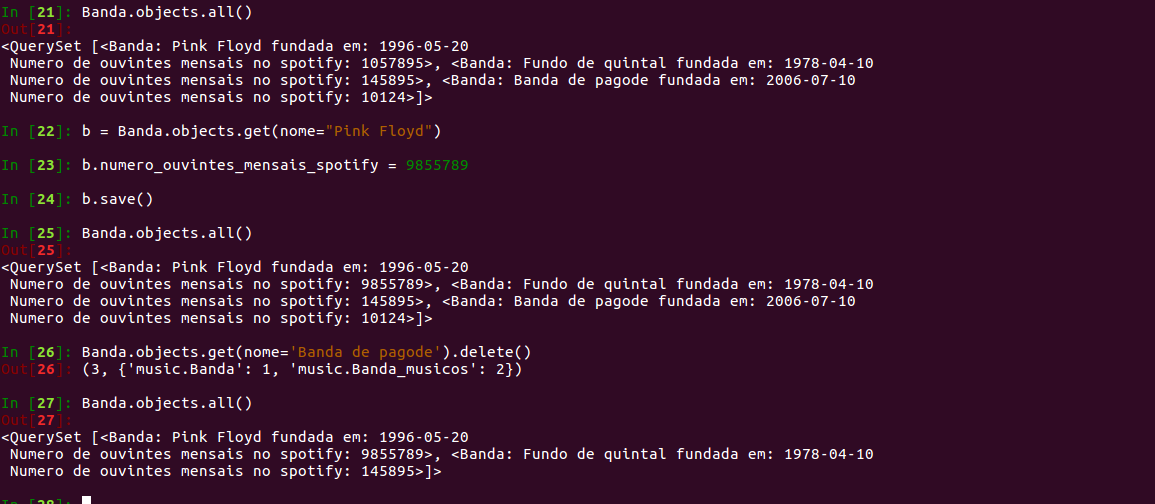 In [21]: Banda.objects.all()
Out[21]:
<QuerySet [<Banda: Pink Floyd fundada em: 1996-05-20
 Numero de ouvintes mensais no spotify: 1057895>, <Banda: Fundo de quintal fundada em: 1978-04-10
 Numero de ouvintes mensais no spotify: 145895>, <Banda: Banda de pagode fundada em: 2006-07-10
 Numero de ouvintes mensais no spotify: 10124>]>
In [22]: b = Banda.objects.get(nome="Pink Floyd")
In [23]: b.numero_ouvintes_mensais_spotify = 9855789
In [24]: b.save()
In [25]: Banda.objects.all()
Out[25]:
<QuerySet [<Banda: Pink Floyd fundada em: 1996-05-20
 Numero de ouvintes mensais no spotify: 9855789>, <Banda: Fundo de quintal fundada em: 1978-04-10
 Numero de ouvintes mensais no spotify: 145895>, <Banda: Banda de pagode fundada em: 2006-07-10
 Numero de ouvintes mensais no spotify: 10124>]>
In [26]: Banda.objects.get(nome='Banda de pagode').delete()
Out[26]: (3, {'music.Banda': 1, 'music.Banda_musicos': 2})
In [27]: Banda.objects.all()
Out[27]:
<QuerySet [<Banda: Pink Floyd fundada em: 1996-05-20
 Numero de ouvintes mensais no spotify: 9855789>, <Banda: Fundo de quintal fundada em: 1978-04-10
 Numero de ouvintes mensais no spotify: 145895>]>
In [28]: